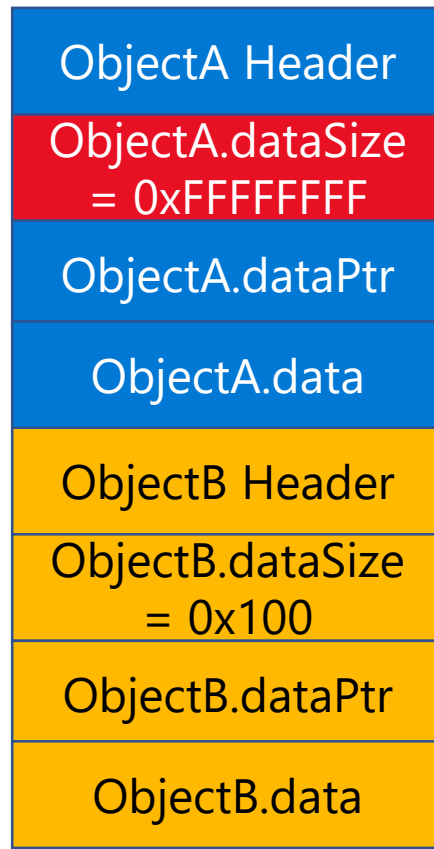 ObjectA Header
ObjectA.dataSize
= 0xFFFFFFFF
ObjectA.dataPtr
ObjectA.data
ObjectB Header
ObjectB.dataSize
= 0x100
ObjectB.dataPtr
ObjectB.data